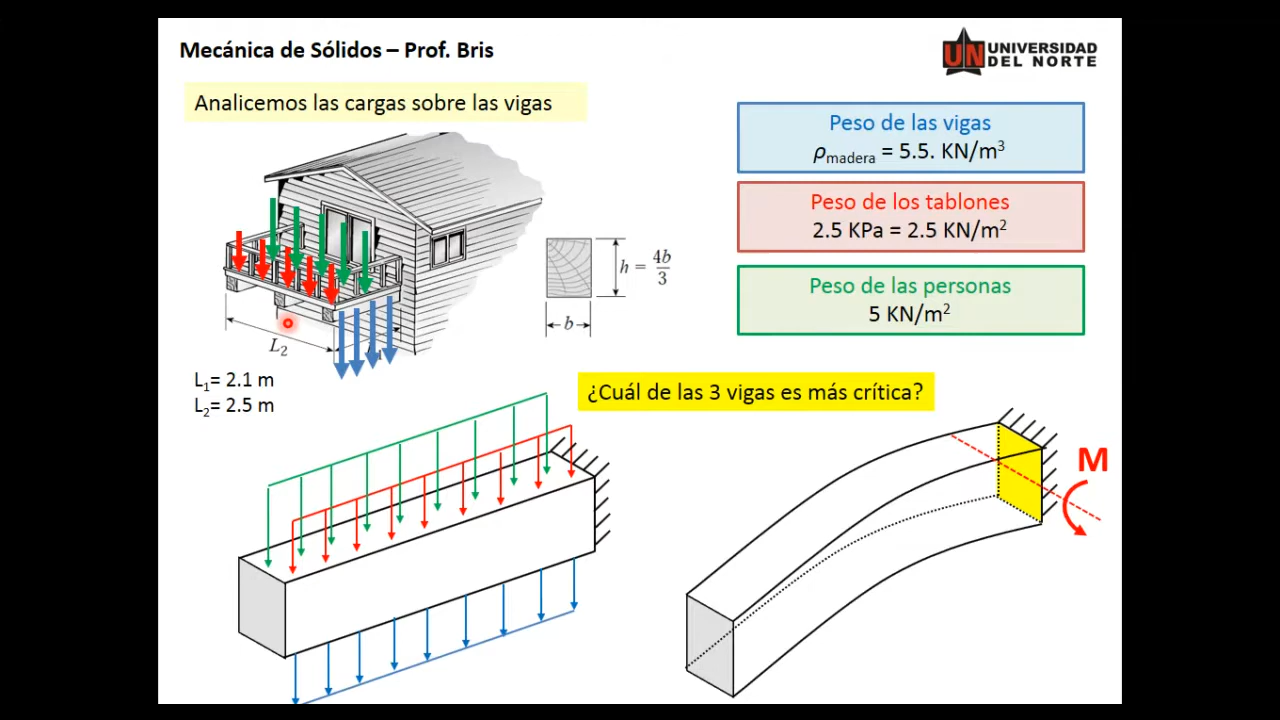 Mecánica de Sólidos – Prof. Bris
UNIVERSIDAD
DEL NORTE
UN
Analicemos las cargas sobre las vigas
Peso de las vigas
ρmadera = 5.5. KN/m³
Peso de los tablones
2.5 KPa = 2.5 KN/m²
Peso de las personas
5 KN/m²
h = 4b/3
b
L₂
L₁= 2.1 m
L₂= 2.5 m
¿Cuál de las 3 vigas es más crítica?
M